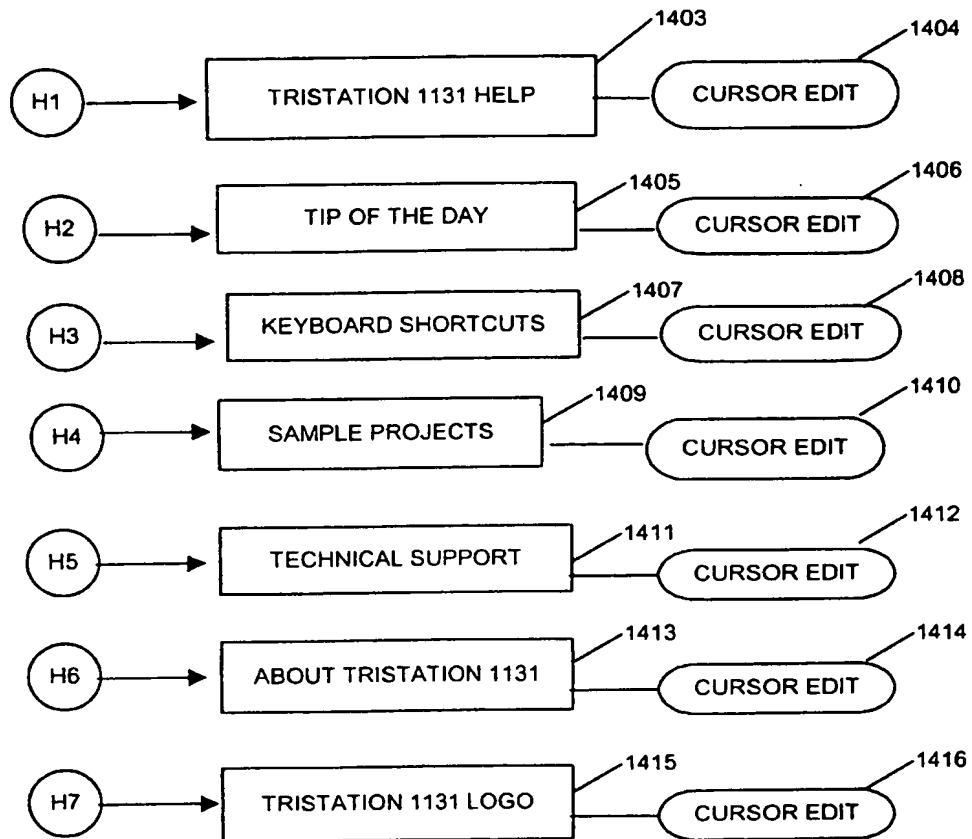 1403
1404
H1
TRISTATION 1131 HELP
CURSOR EDIT
1405
1406
H2
TIP OF THE DAY
CURSOR EDIT
1407
1408
H3
KEYBOARD SHORTCUTS
CURSOR EDIT
1409
1410
H4
SAMPLE PROJECTS
CURSOR EDIT
1411
1412
H5
TECHNICAL SUPPORT
CURSOR EDIT
1413
1414
H6
ABOUT TRISTATION 1131
CURSOR EDIT
1415
1416
H7
TRISTATION 1131 LOGO
CURSOR EDIT